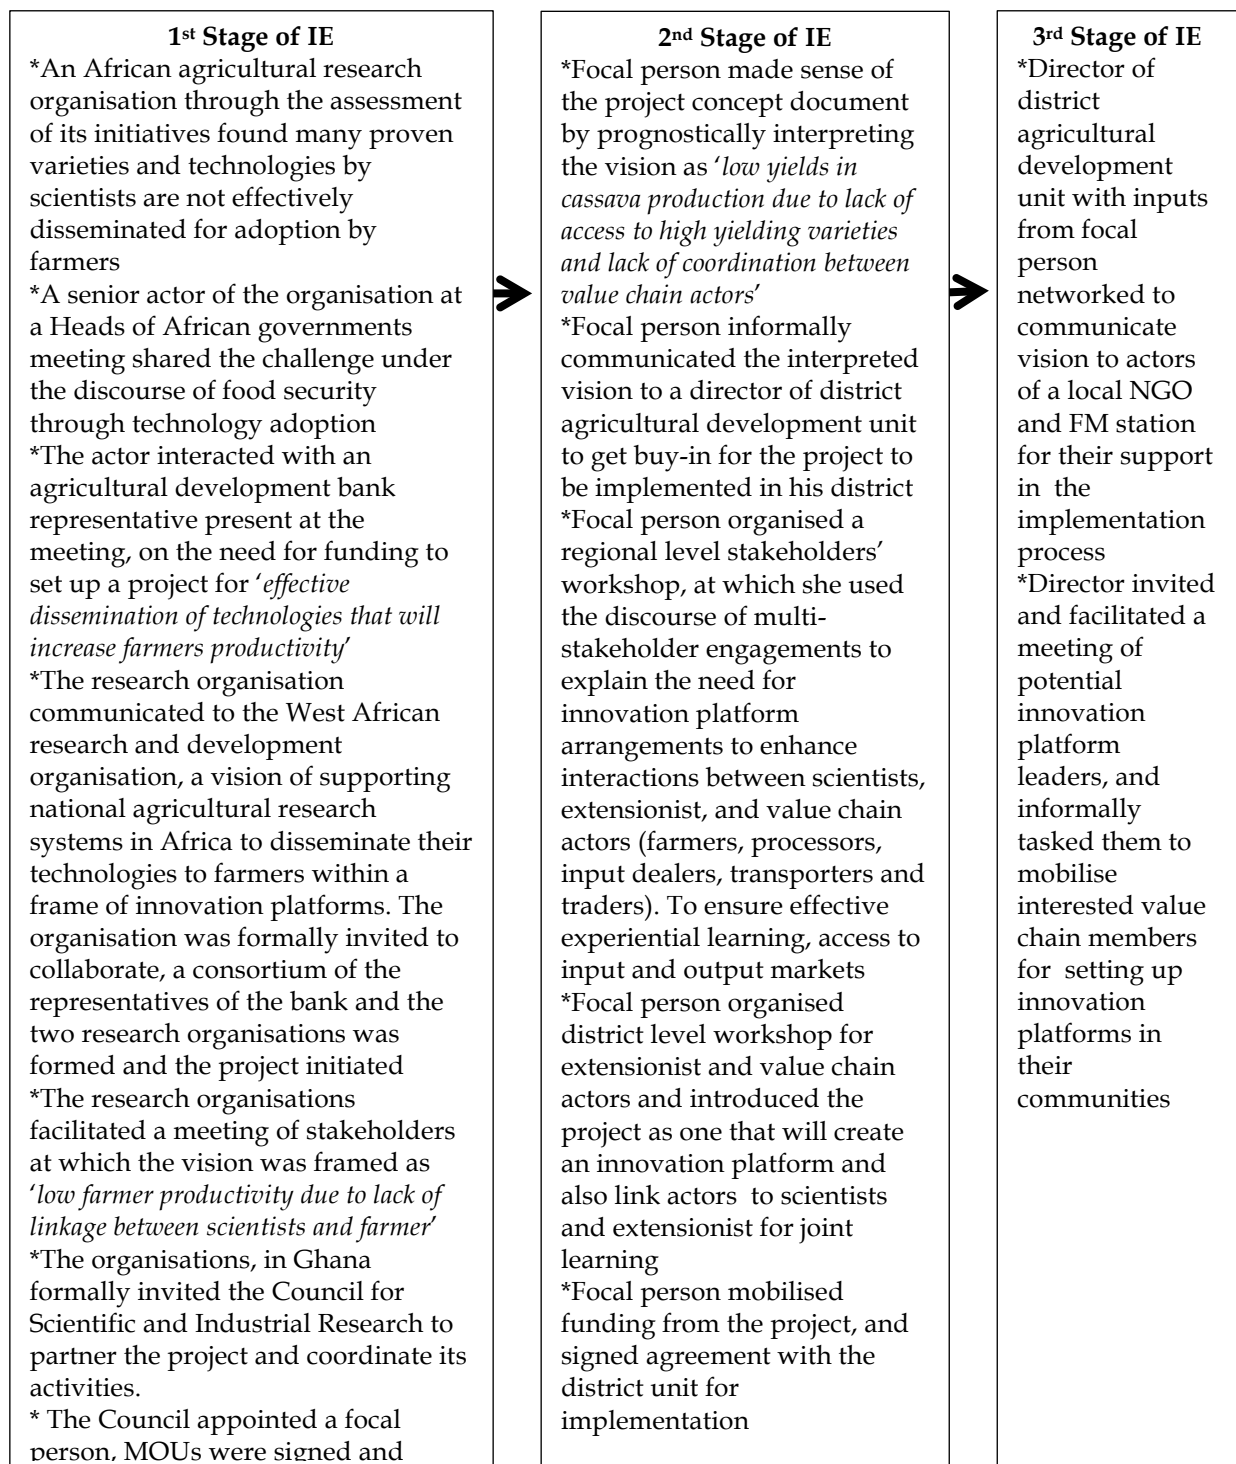 1st Stage of IE
*An African agricultural research
organisation through the assessment
of its initiatives found many proven
varieties and technologies by
scientists are not effectively
disseminated for adoption by
farmers
*A senior actor of the organisation at
a Heads of African governments
meeting shared the challenge under
the discourse of food security
through technology adoption
*The actor interacted with an
agricultural development bank
representative present at the
meeting, on the need for funding to
set up a project for ‘effective
dissemination of technologies that will
increase farmers productivity’
*The research organisation
communicated to the West African
research and development
organisation, a vision of supporting
national agricultural research
systems in Africa to disseminate their
technologies to farmers within a
frame of innovation platforms. The
organisation was formally invited to
collaborate, a consortium of the
representatives of the bank and the
two research organisations was
formed and the project initiated
*The research organisations
facilitated a meeting of stakeholders
at which the vision was framed as
‘low farmer productivity due to lack of
linkage between scientists and farmer’
*The organisations, in Ghana
formally invited the Council for
Scientific and Industrial Research to
partner the project and coordinate its
activities.
* The Council appointed a focal
person, MOUs were signed and
2nd Stage of IE
*Focal person made sense of
the project concept document
by prognostically interpreting
the vision as ‘low yields in
cassava production due to lack of
access to high yielding varieties
and lack of coordination between
value chain actors’
*Focal person informally
communicated the interpreted
vision to a director of district
agricultural development unit
to get buy-in for the project to
be implemented in his district
*Focal person organised a
regional level stakeholders’
workshop, at which she used
the discourse of multi-
stakeholder engagements to
explain the need for
innovation platform
arrangements to enhance
interactions between scientists,
extensionist, and value chain
actors (farmers, processors,
input dealers, transporters and
traders). To ensure effective
experiential learning, access to
input and output markets
*Focal person organised
district level workshop for
extensionist and value chain
actors and introduced the
project as one that will create
an innovation platform and
also link actors to scientists
and extensionist for joint
learning
*Focal person mobilised
funding from the project, and
signed agreement with the
district unit for
implementation
3rd Stage of IE
*Director of
district
agricultural
development
unit with inputs
from focal
person
networked to
communicate
vision to actors
of a local NGO
and FM station
for their support
in the
implementation
process
*Director invited
and facilitated a
meeting of
potential
innovation
platform
leaders, and
informally
tasked them to
mobilise
interested value
chain members
for setting up
innovation
platforms in
their
communities